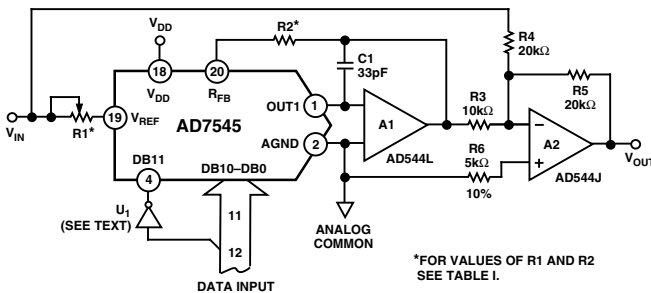 R4
20kΩ
VDD
R2*
C1
33pF
R5
20kΩ
18
VDD
20
RFB
OUT1
1
R3
10kΩ
VIN
R1*
19
VREF
AD7545
A1
AD544L
AGND
2
A2
AD544J
VOUT
R6
5kΩ
10%
DB11
4
DB10–DB0
U1
(SEE TEXT)
11
12
ANALOG
COMMON
DATA INPUT
*FOR VALUES OF R1 AND R2
SEE TABLE I.
–
+